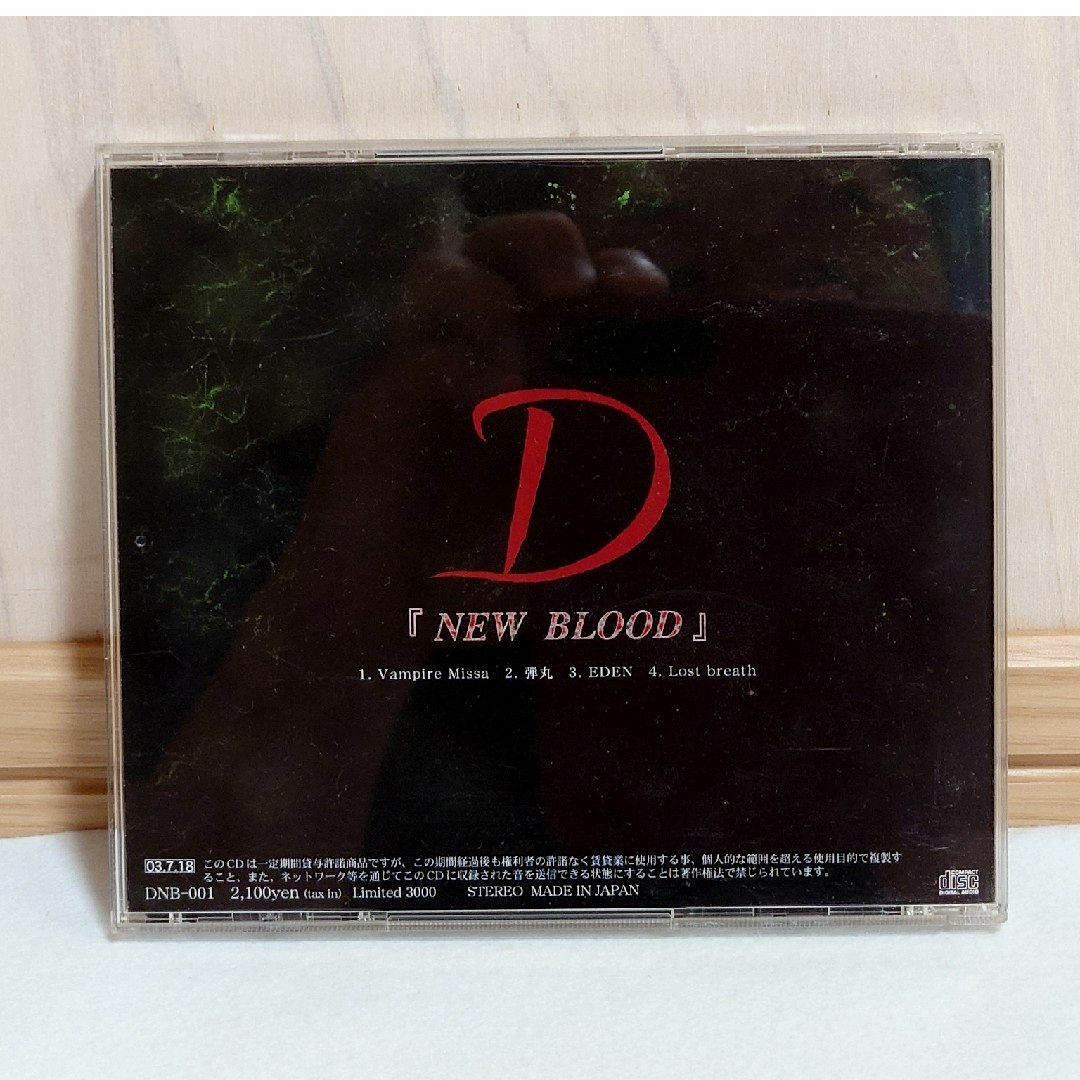 D
『NEW BLOOD』
1. Vampire Missa 2. 弾丸 3. EDEN 4. Lost breath
03.7.18 このCDは一定期間貸与許諾商品ですが、この期間経過後も権利者の許諾なく賃貸業に使用する事、個人的な範囲を超える使用目的で複製す
ること、また、ネットワーク等を通じてこのCDに収録された音を送信できる状態にすることは著作権法で禁じられています。
DNB-001 2,100yen (tax in) Limited 3000 STEREO MADE IN JAPAN
COMPACT
disc
DIGITAL AUDIO